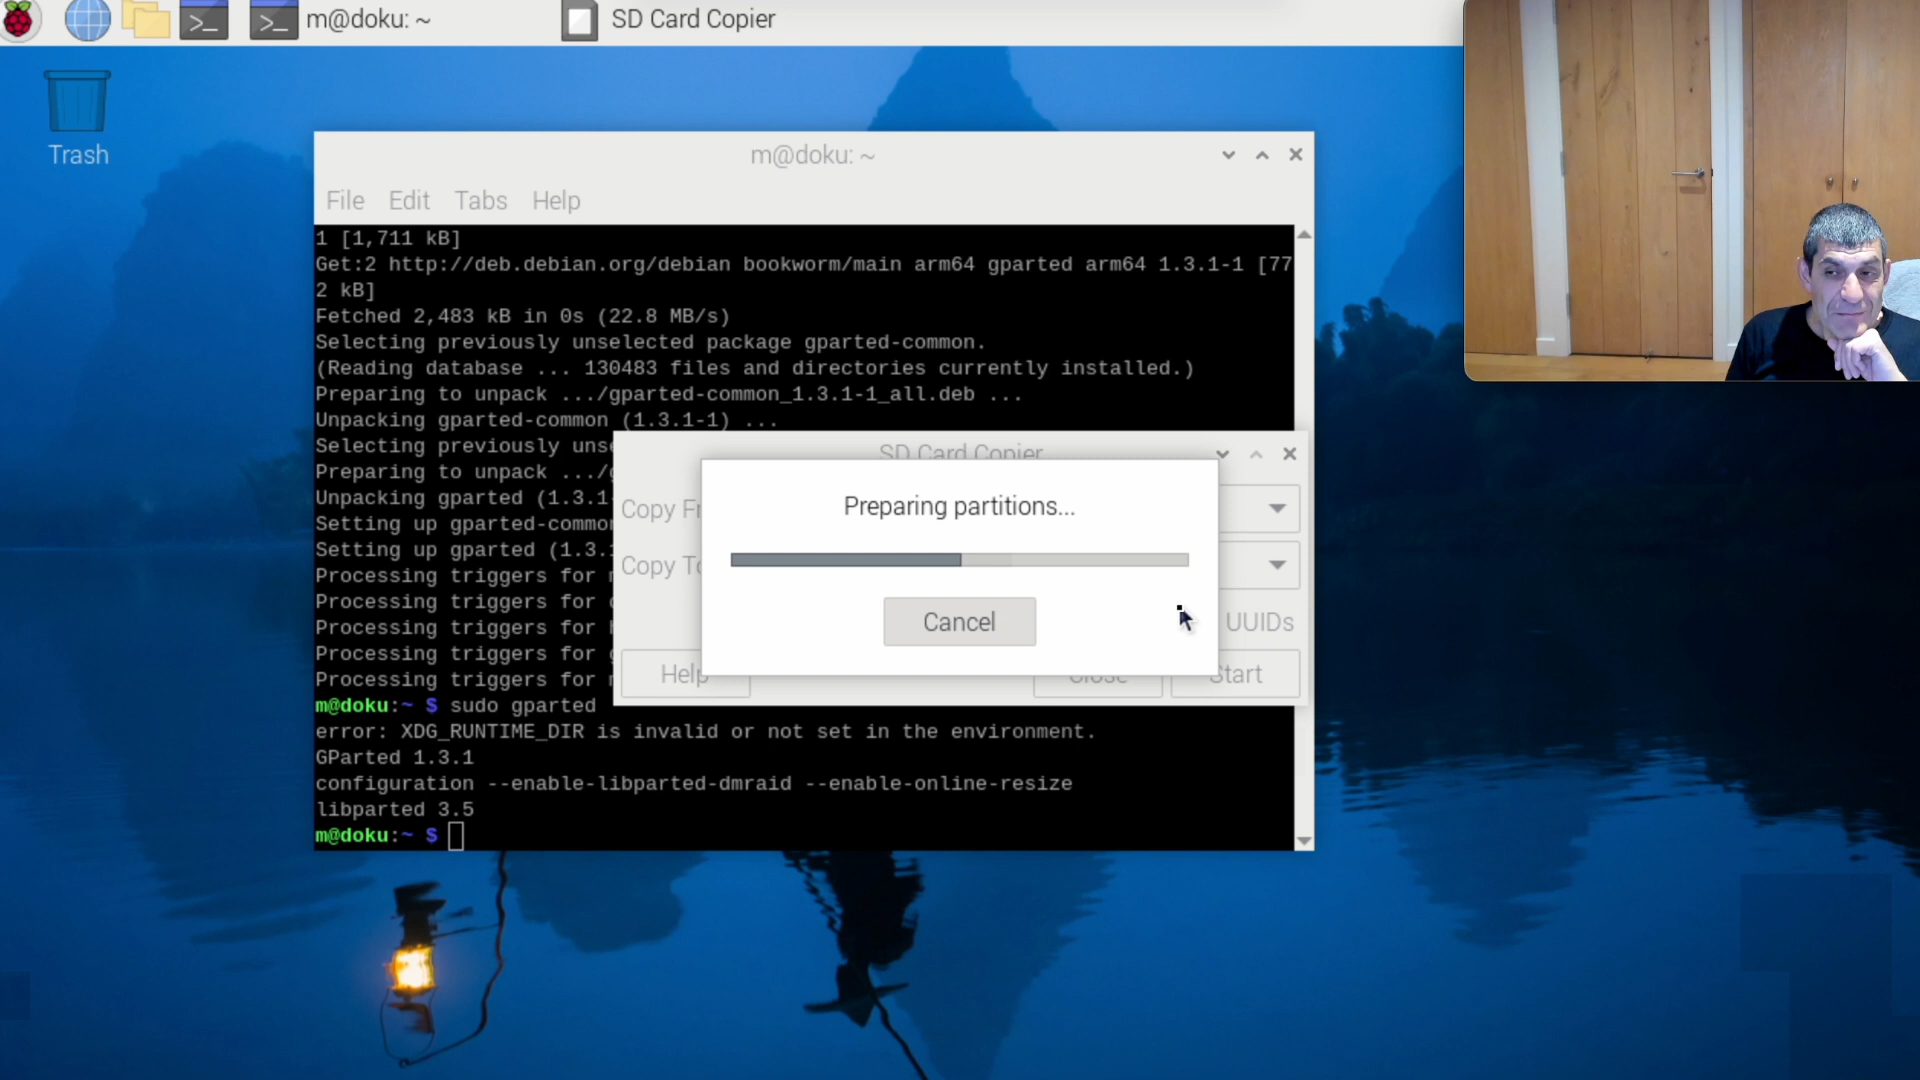 m@doku: ~
SD Card Copier
Trash
m@doku: ~
File Edit Tabs Help
1 [1,711 kB]
Get:2 http://deb.debian.org/debian bookworm/main arm64 gparted arm64 1.3.1-1 [77
2 kB]
Fetched 2,483 kB in 0s (22.8 MB/s)
Selecting previously unselected package gparted-common.
(Reading database ... 130483 files and directories currently installed.)
Preparing to unpack .../gparted-common_1.3.1-1_all.deb ...
Unpacking gparted-common (1.3.1-1) ...
Selecting previously
Preparing to unpack
Unpacking gparted (1.3.1
Setting up
Setting up gparted
Processing triggers for
Processing triggers for
Processing triggers for
Processing triggers for
Processing triggers for
m@doku:~ $ sudo gparted
error: XDG_RUNTIME_DIR is invalid or not set in the environment.
GParted 1.3.1
configuration --enable-libparted-dmraid --enable-online-resize
libparted 3.5
m@doku:~ $
SD Card Copier
Copy
Copy
UUIDs
Help Close Start
Preparing partitions...
Cancel